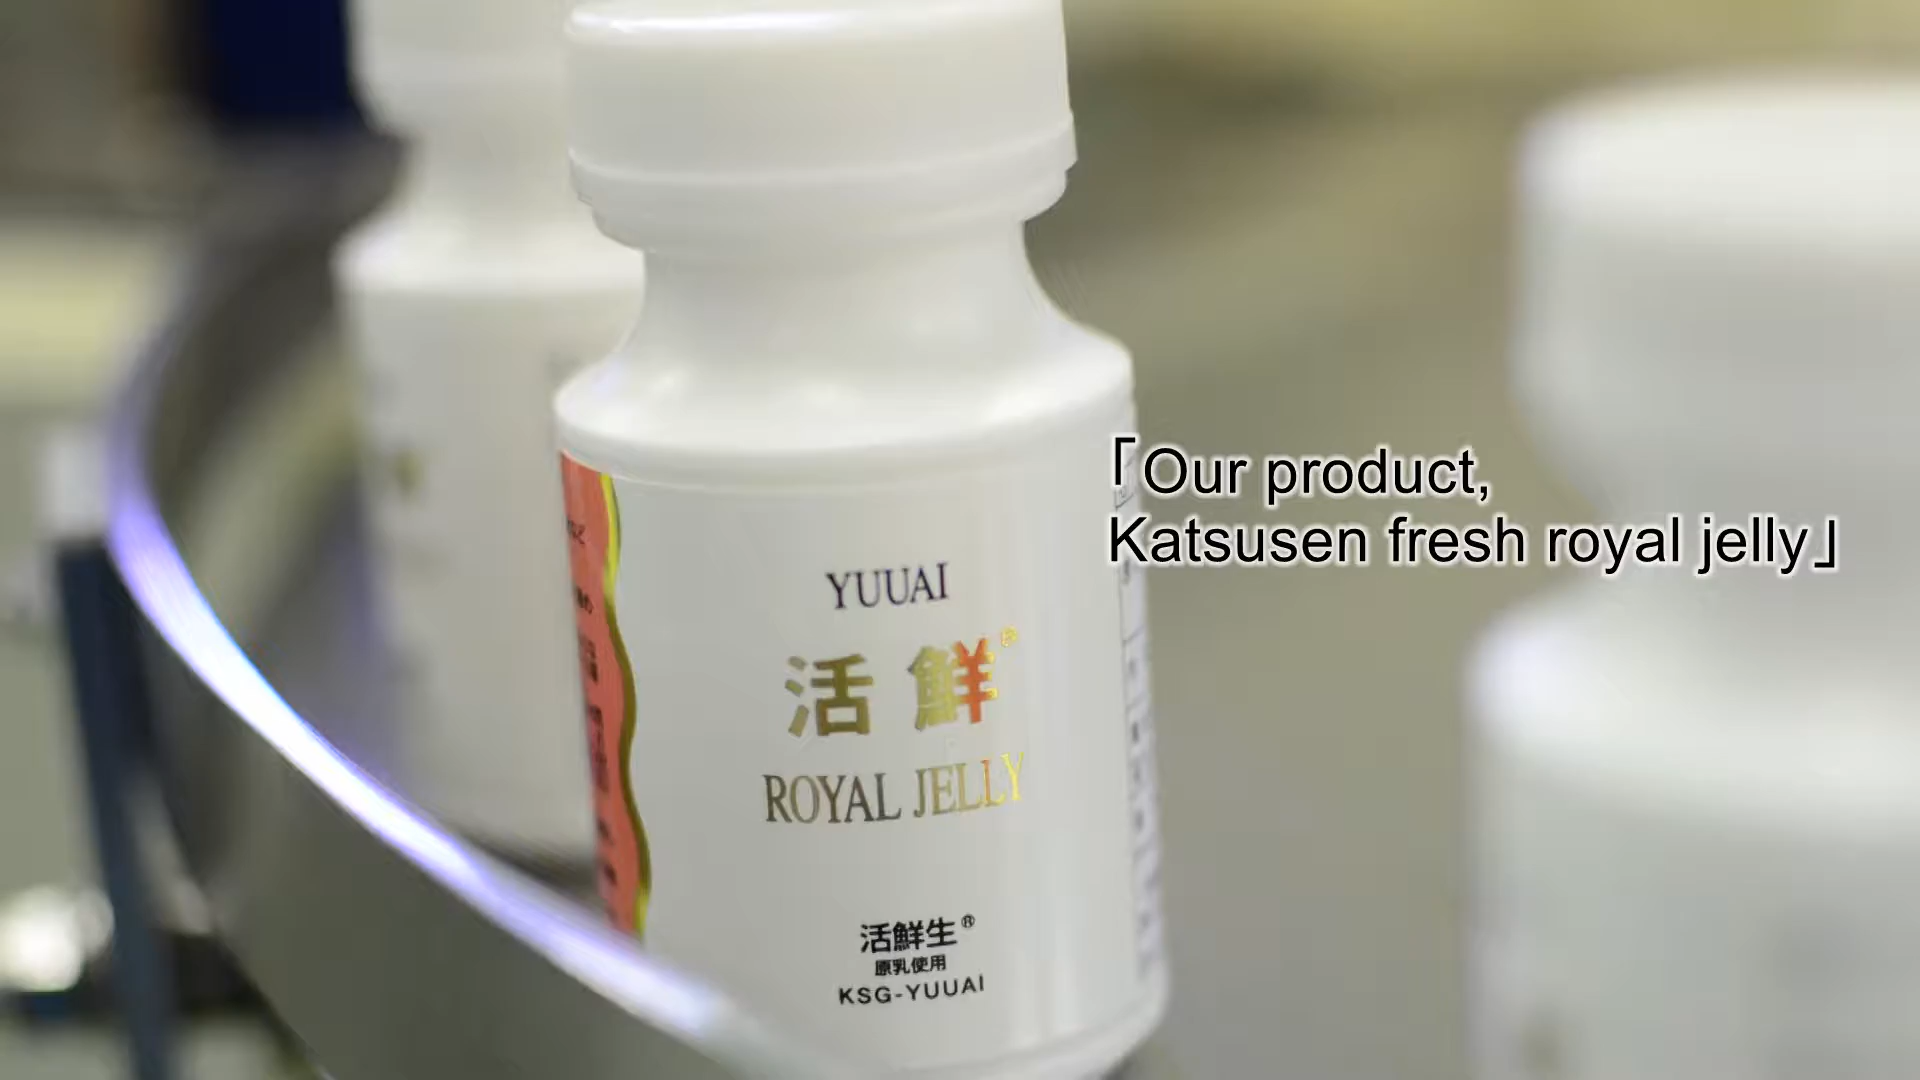 「Our product,
Katsusen fresh royal jelly」
YUUAI
活鮮®
ROYAL JELLY
活鮮生®
原乳使用
KSG-YUUAI